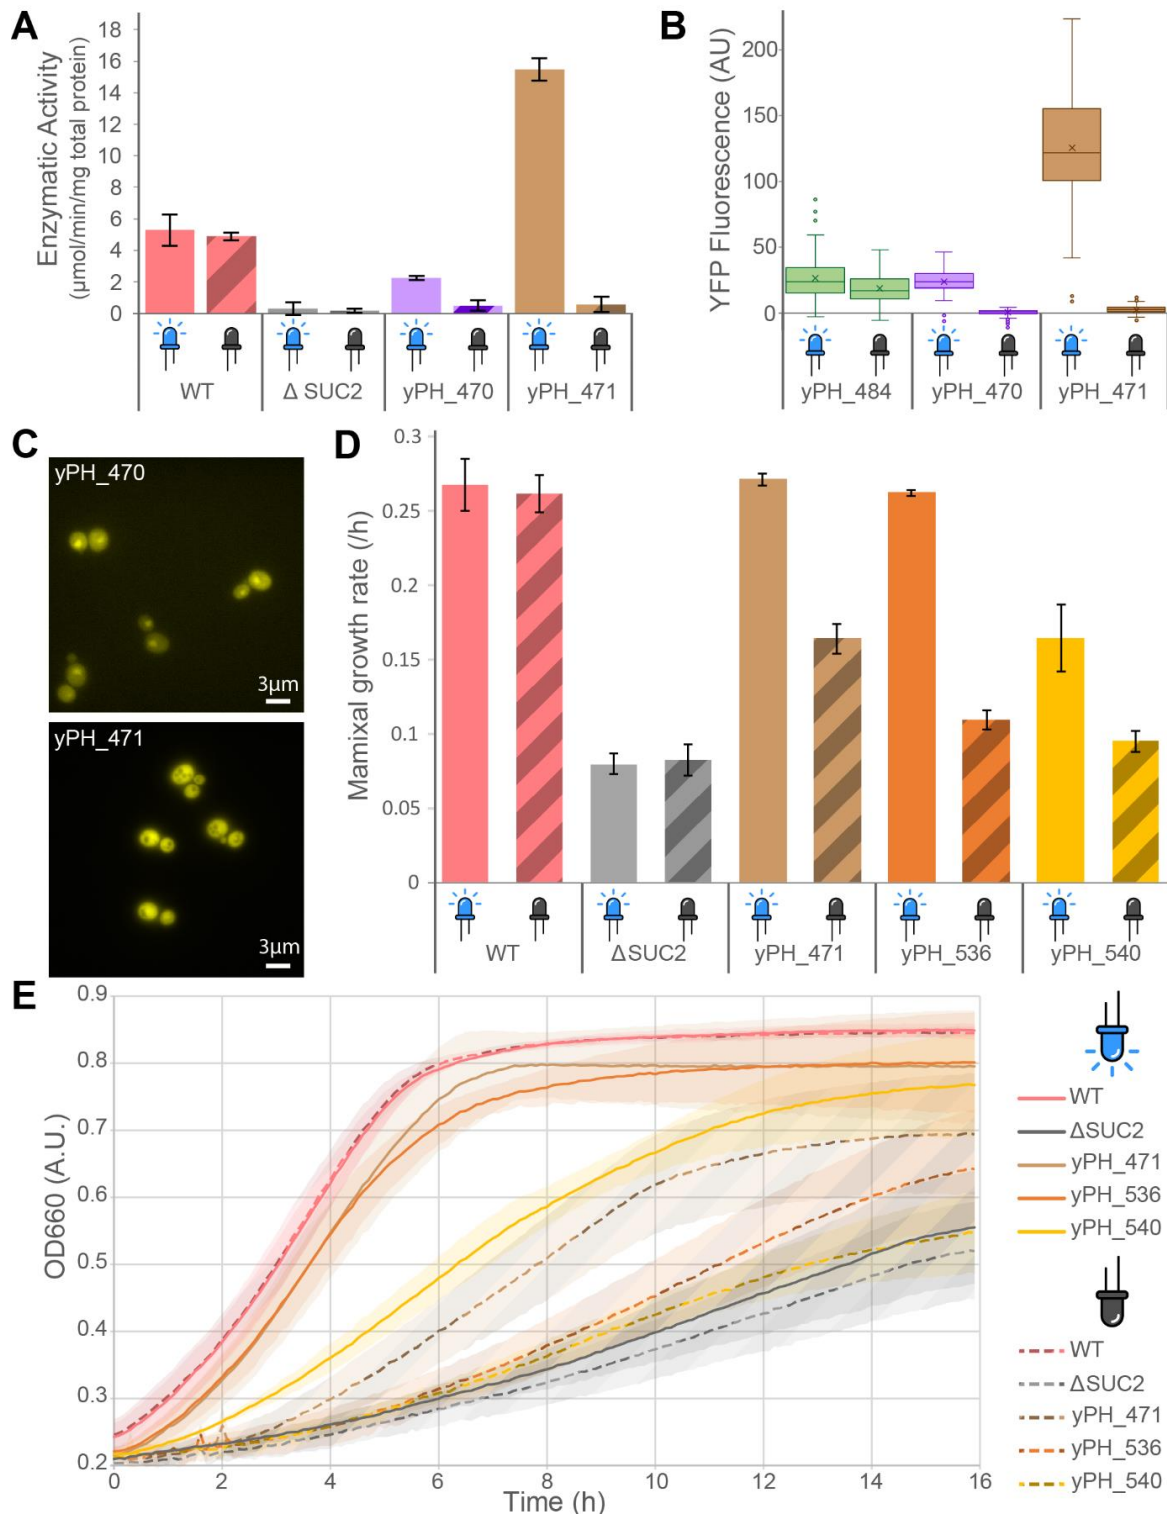 A
Enzymatic Activity
(µmol/min/mg total protein)
18
16
14
12
10
8
6
4
2
0
WT
Δ SUC2
yPH_470
yPH_471
B
YFP Fluorescence (AU)
200
150
100
50
0
yPH_484
yPH_470
yPH_471
C
yPH_470
3µm
yPH_471
3µm
D
Mamixal growth rate (/h)
0.3
0.25
0.2
0.15
0.1
0.05
0
WT
ΔSUC2
yPH_471
yPH_536
yPH_540
E
OD660 (A.U.)
0.9
0.8
0.7
0.6
0.5
0.4
0.3
0.2
0
2
4
6
8
10
12
14
16
Time (h)
WT
ΔSUC2
yPH_471
yPH_536
yPH_540
WT
ΔSUC2
yPH_471
yPH_536
yPH_540